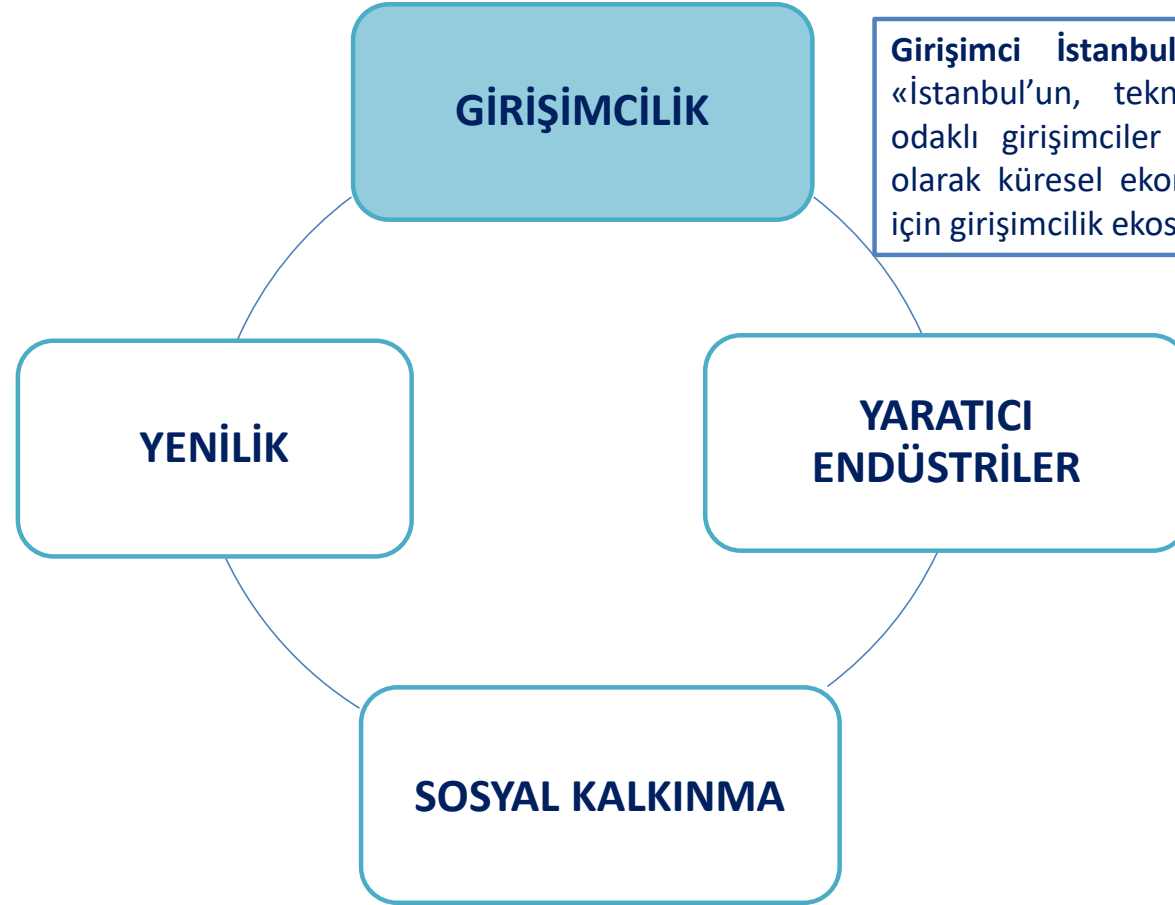 GİRİŞİMCİLİK
Girişimci İstanbul
«İstanbul’un,
odaklı girişimciler
olarak küresel
için girişimcilik
YENİLİK
YARATICI
ENDÜSTRİLER
SOSYAL KALKINMA